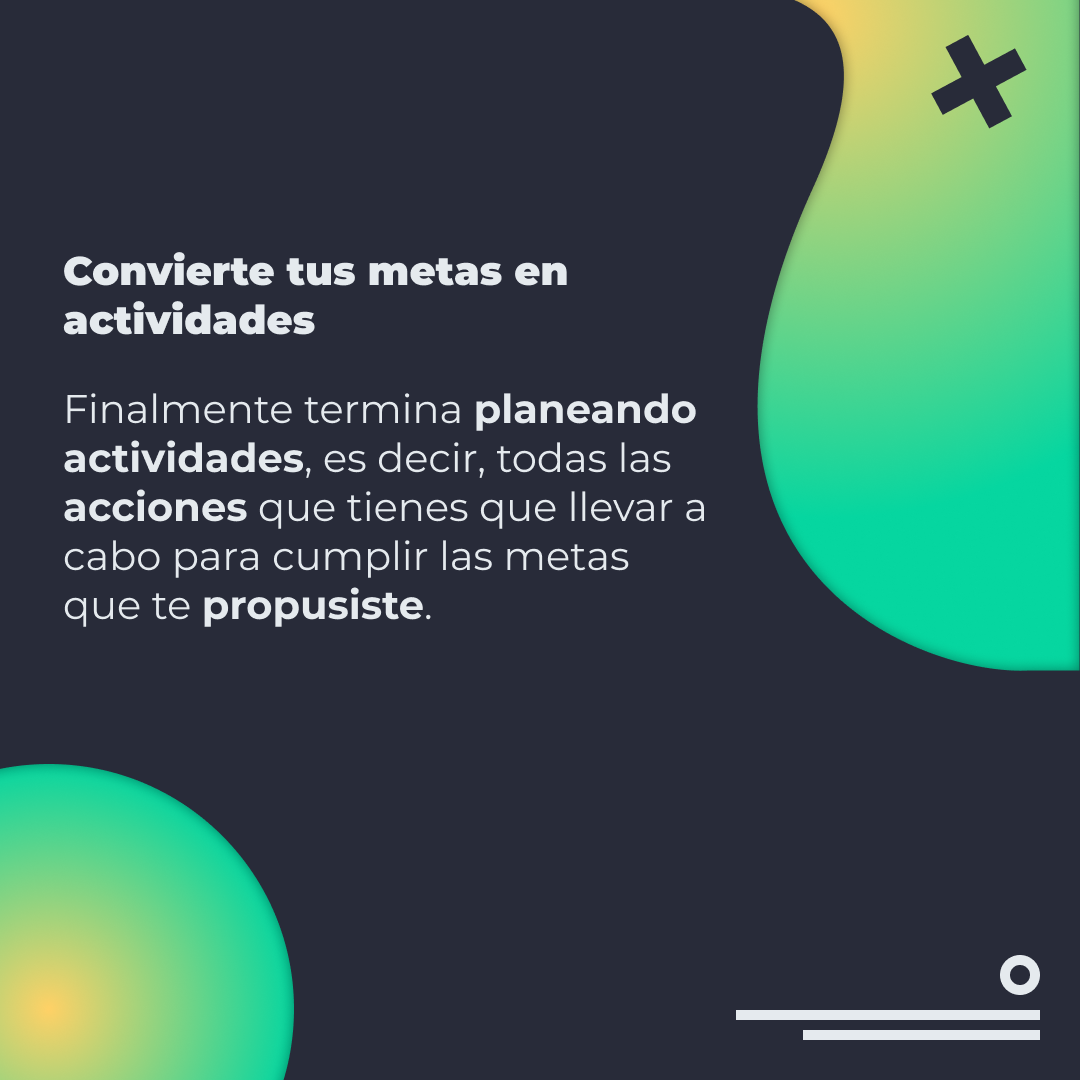 Convierte tus metas en
actividades
Finalmente termina planeando
actividades, es decir, todas las
acciones que tienes que llevar a
cabo para cumplir las metas
que te propusiste.